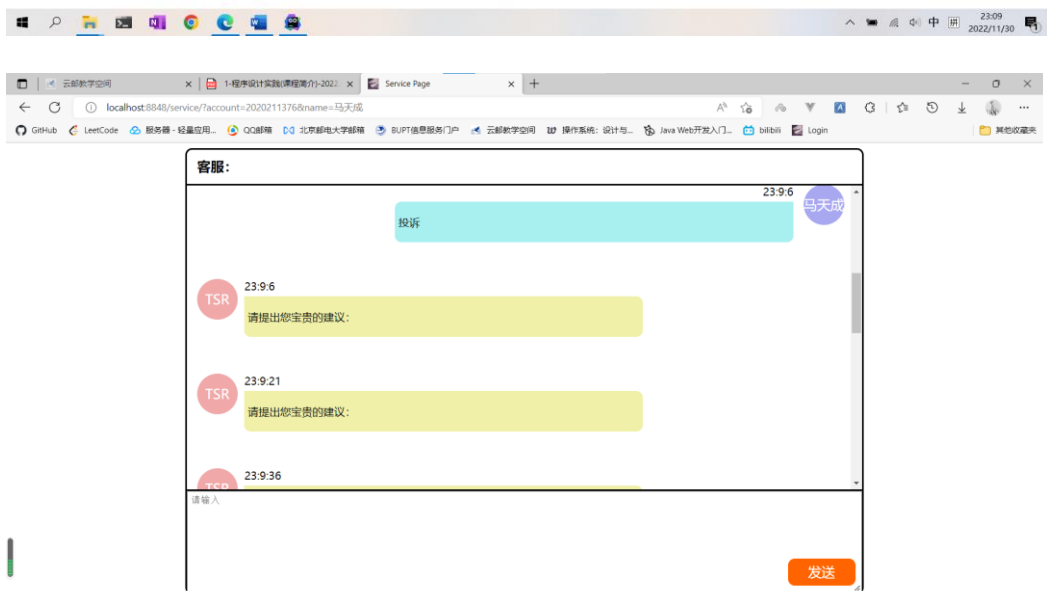 中 拼 23:09
2022/11/30
云邮教学空间 1-程序设计实践(课程简介)-2022 Service Page
localhost:8848/service/?account=2020211376&name=马天成
GitHub LeetCode 服务器 - 轻量应用... QQ邮箱 北京邮电大学邮箱 BUPT信息服务门户 云邮教学空间 操作系统:设计与... Java Web开发入门... bilibili Login 其他收藏夹
客服:
23:9:6
马天成
投诉
23:9:6
TSR
请提出您宝贵的建议:
23:9:21
TSR
请提出您宝贵的建议:
23:9:36
TSR
请输入
发送